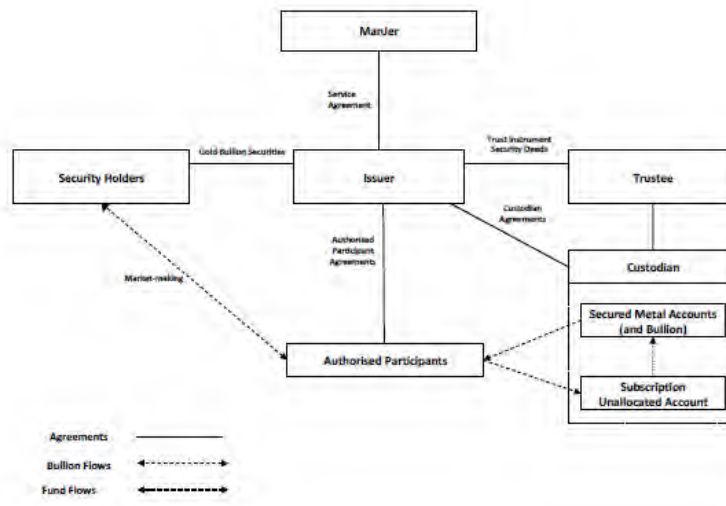 ManJer
Service
Agreement
Gold Bullion Securities
Trust Instrument
Security Deeds
Security Holders
Issuer
Trustee
Custodian
Agreements
Authorised
Participant
Agreements
Market-making
Custodian
Secured Metal Accounts
(and Bullion)
Authorised Participants
Subscription
Unallocated Account
Agreements
Bullion Flows
Fund Flows